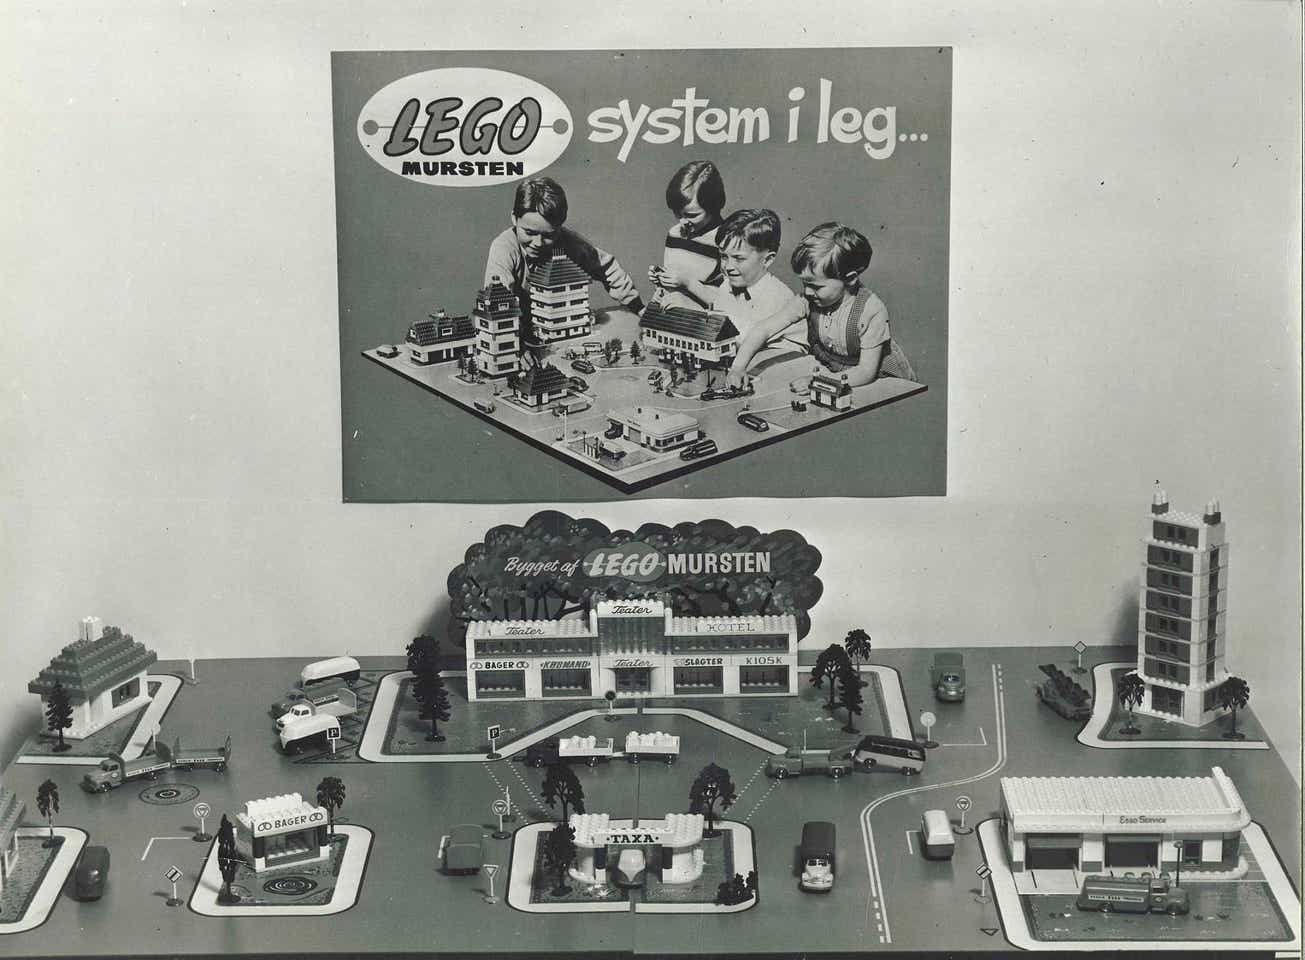 LEGO system i leg...
MURSTEN
Bygget af LEGO MURSTEN
Teater
Teater HOTEL
BAGER KØBMAND Teater SLAGTER KIOSK
P
P
BAGER
TAXA
Esso Service